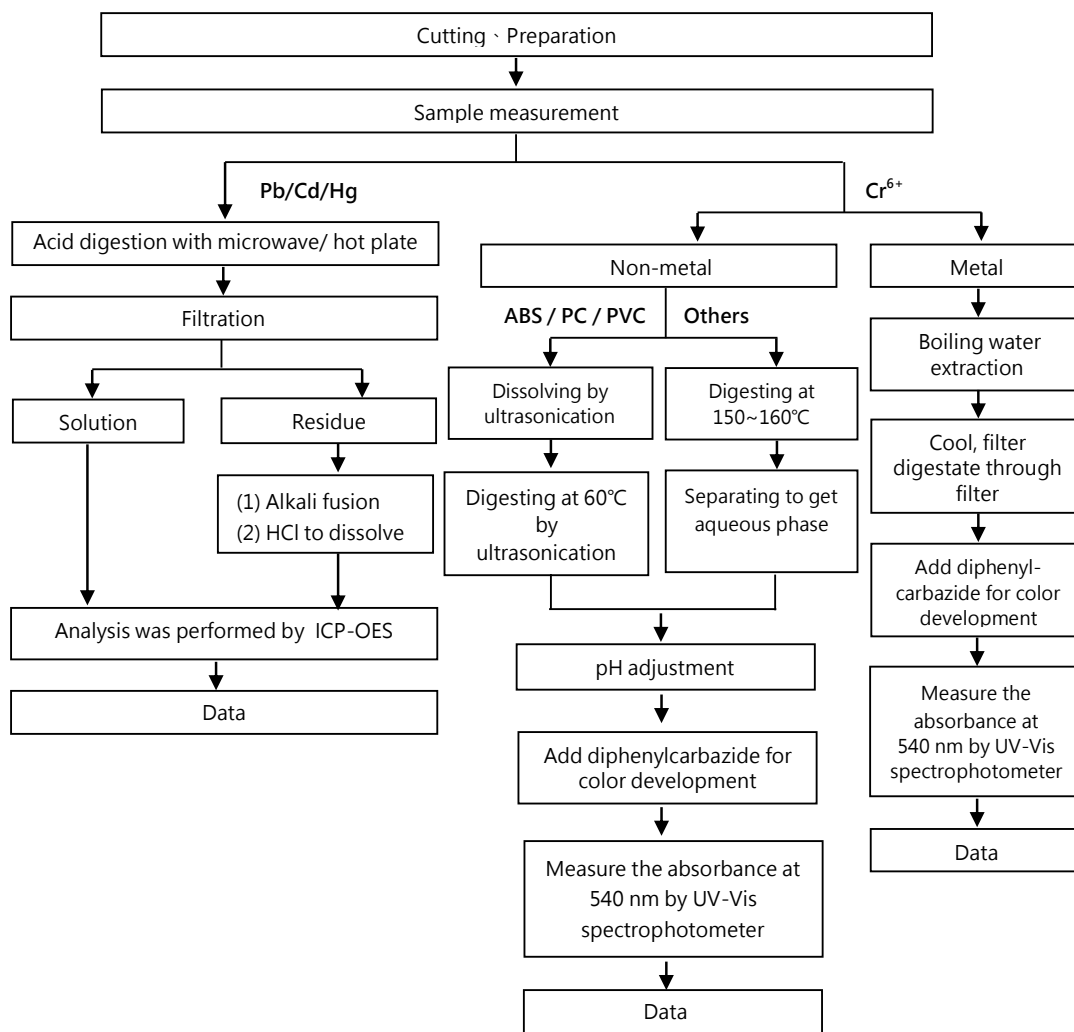 Cutting、Preparation
Sample measurement
Pb/Cd/Hg
Acid digestion with microwave/ hot plate
Filtration
Solution
Residue
(1) Alkali fusion
(2) HCl to dissolve
Analysis was performed by ICP-OES
Data
Cr⁶⁺
Non-metal
ABS / PC / PVC
Others
Dissolving by
ultrasonication
Digesting at 60℃
by
ultrasonication
Digesting at
150~160℃
Separating to get
aqueous phase
pH adjustment
Add diphenylcarbazide for
color development
Measure the absorbance at
540 nm by UV-Vis
spectrophotometer
Data
Metal
Boiling water
extraction
Cool, filter
digestate through
filter
Add diphenyl-
carbazide for color
development
Measure the
absorbance at
540 nm by UV-Vis
spectrophotometer
Data